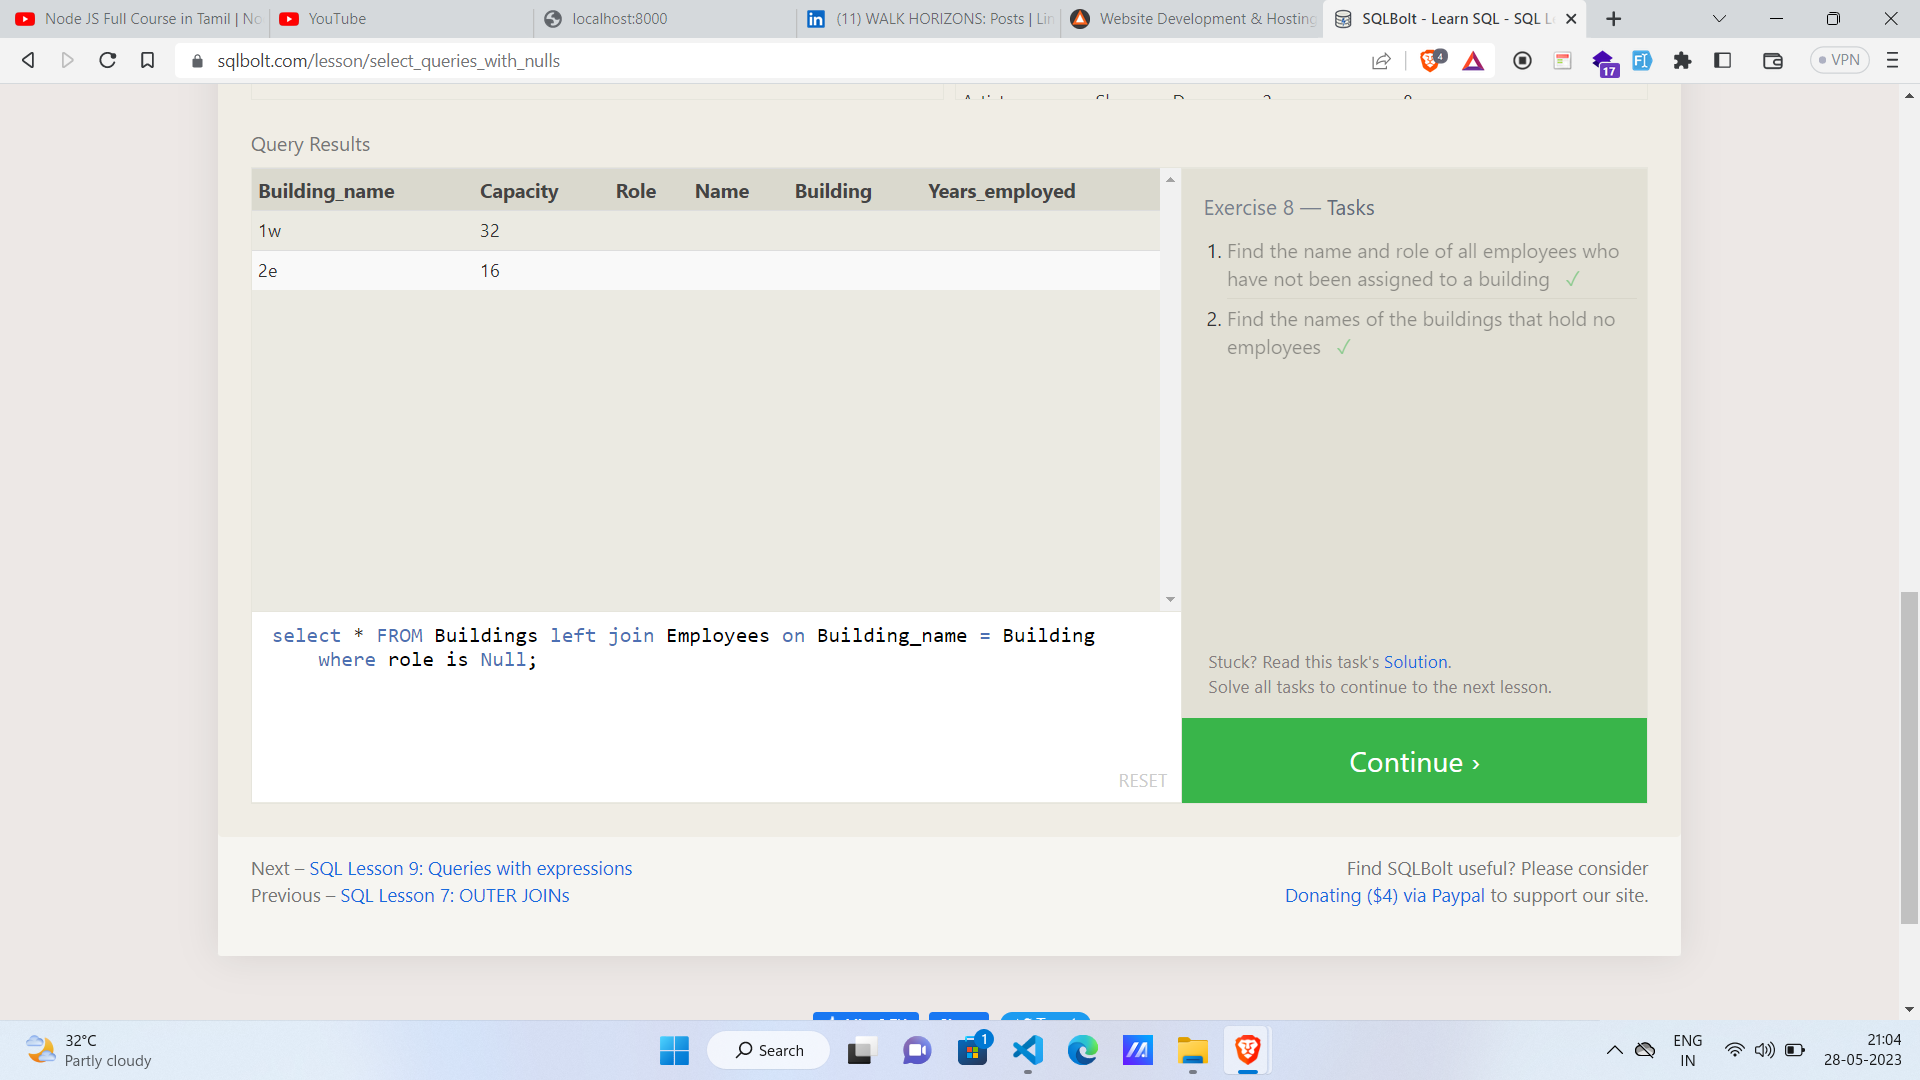 Node JS Full Course in Tamil | No
YouTube
localhost:8000
(11) WALK HORIZONS: Posts | Lin
Website Development & Hosting
SQLBolt - Learn SQL - SQL L
sqlbolt.com/lesson/select_queries_with_nulls
4
17
VPN
Query Results
Building_name Capacity Role Name Building Years_employed
1w 32
2e 16
Exercise 8 — Tasks
1. Find the name and role of all employees who
have not been assigned to a building ✓
2. Find the names of the buildings that hold no
employees ✓
select * FROM Buildings left join Employees on Building_name = Building
where role is Null;
RESET
Stuck? Read this task's Solution.
Solve all tasks to continue to the next lesson.
Continue ›
Next – SQL Lesson 9: Queries with expressions
Previous – SQL Lesson 7: OUTER JOINs
Find SQLBolt useful? Please consider
Donating ($4) via Paypal to support our site.
32°C
Partly cloudy
Search
1
ENG
IN
21:04
28-05-2023